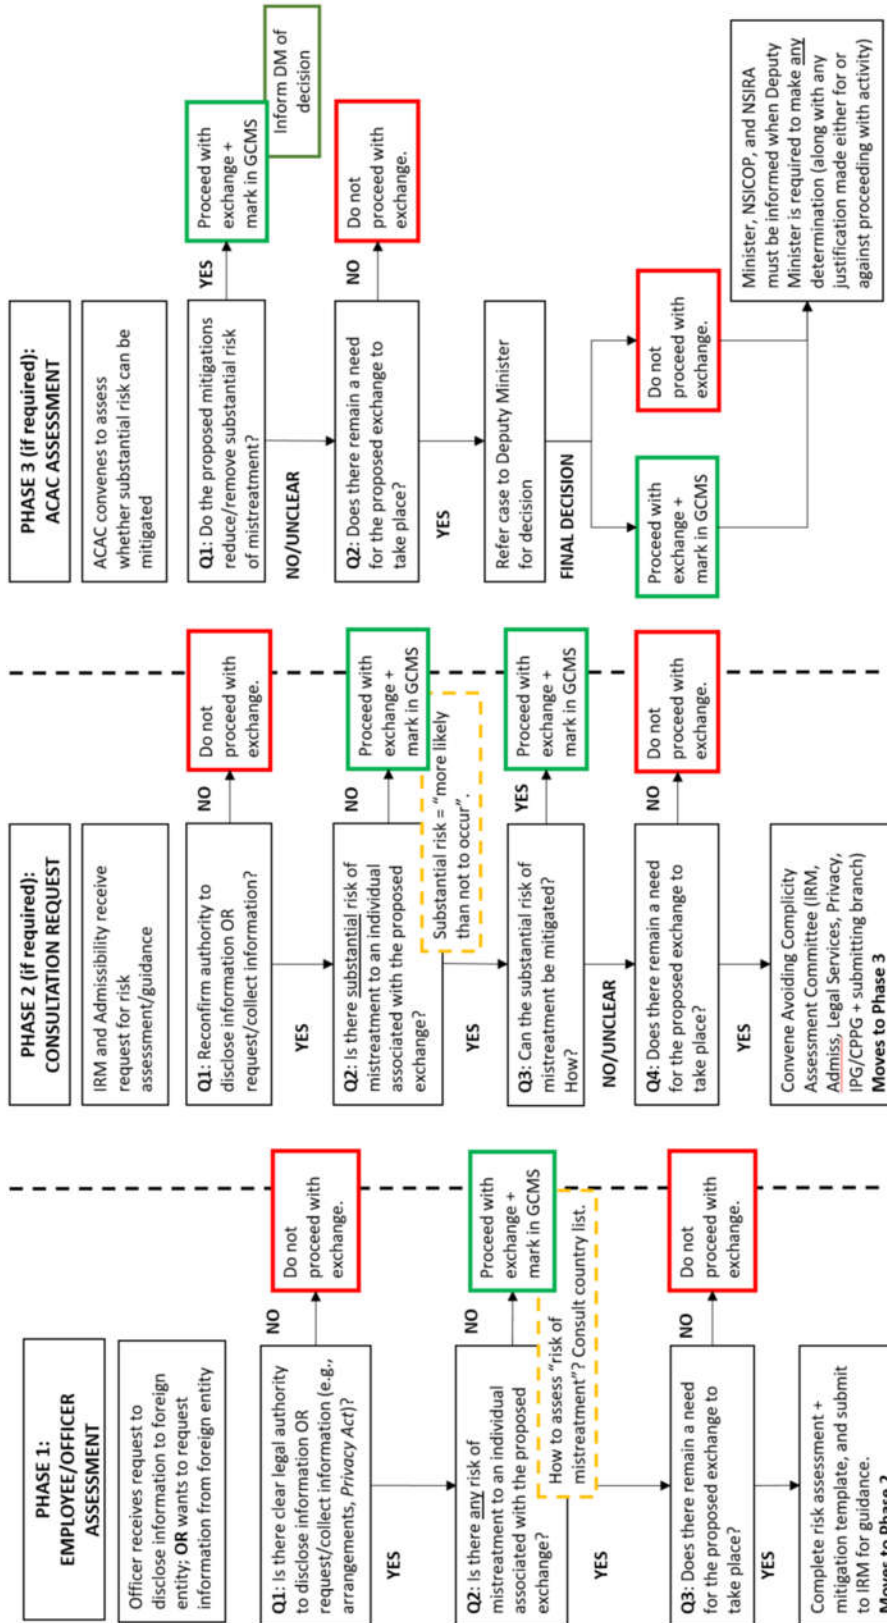 PHASE 1:
EMPLOYEE/OFFICER
ASSESSMENT
Officer receives request to
disclose information to foreign
entity; OR wants to request
information from foreign entity
Q1: Is there clear legal authority
to disclose information OR
request/collect information (e.g.,
arrangements, Privacy Act)?
NO
Do not
proceed with
exchange.
YES
Q2: Is there any risk of
mistreatment to an individual
associated with the proposed
exchange?
NO
Proceed with
exchange +
mark in GCMS
How to assess "risk of
mistreatment"? Consult country list.
YES
Q3: Does there remain a need
for the proposed exchange to
take place?
NO
Do not
proceed with
exchange.
YES
Complete risk assessment +
mitigation template, and submit
to IRM for guidance.
Moves to Phase 2
PHASE 2 (if required):
CONSULTATION REQUEST
IRM and Admissibility receive
request for risk
assessment/guidance
Q1: Reconfirm authority to
disclose information OR
request/collect information?
NO
Do not
proceed with
exchange.
YES
Q2: Is there substantial risk of
mistreatment to an individual
associated with the proposed
exchange?
NO
Proceed with
exchange +
mark in GCMS
Substantial risk = "more likely
than not to occur".
YES
Q3: Can the substantial risk of
mistreatment be mitigated?
How?
YES
Proceed with
exchange +
mark in GCMS
NO/UNCLEAR
Q4: Does there remain a need
for the proposed exchange to
take place?
NO
Do not
proceed with
exchange.
YES
Convene Avoiding Complicity
Assessment Committee (IRM,
Admiss, Legal Services, Privacy,
IPG/CPPG + submitting branch)
Moves to Phase 3
PHASE 3 (if required):
ACAC ASSESSMENT
ACAC convenes to assess
whether substantial risk can be
mitigated
Q1: Do the proposed mitigations
reduce/remove substantial risk
of mistreatment?
YES
Proceed with
exchange +
mark in GCMS
Inform DM of
decision
NO/UNCLEAR
Q2: Does there remain a need
for the proposed exchange to
take place?
NO
Do not
proceed with
exchange.
YES
Refer case to Deputy Minister
for decision
FINAL DECISION
Proceed with
exchange +
mark in GCMS
Do not
proceed with
exchange.
Minister, NSICOP, and NSIRA
must be informed when Deputy
Minister is required to make any
determination (along with any
justification made either for or
against proceeding with activity)